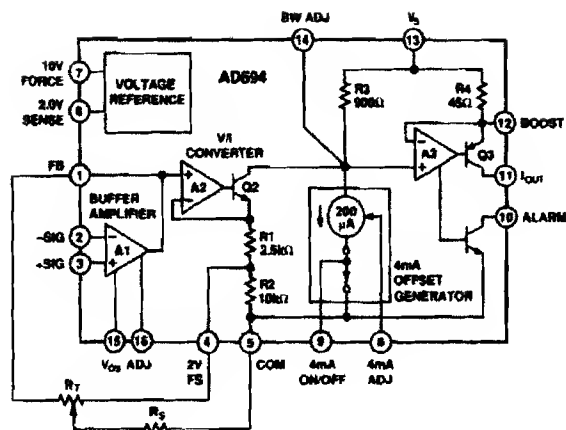 BW ADJ
VS
14
13
10V
FORCE
7
VOLTAGE
REFERENCE
AD694
2.0V
SENSE
6
R3
900Ω
R4
45Ω
12
BOOST
V/I
CONVERTER
FB
1
A2
Q2
A3
Q3
11
IOUT
BUFFER
AMPLIFIER
-SIG
2
+SIG
3
A1
R1
2.5kΩ
R2
10kΩ
200
μA
10
ALARM
4mA
OFFSET
GENERATOR
15
16
4
5
9
8
VOS ADJ
2V
FS
COM
4mA
ON/OFF
4mA
ADJ
RT
RS